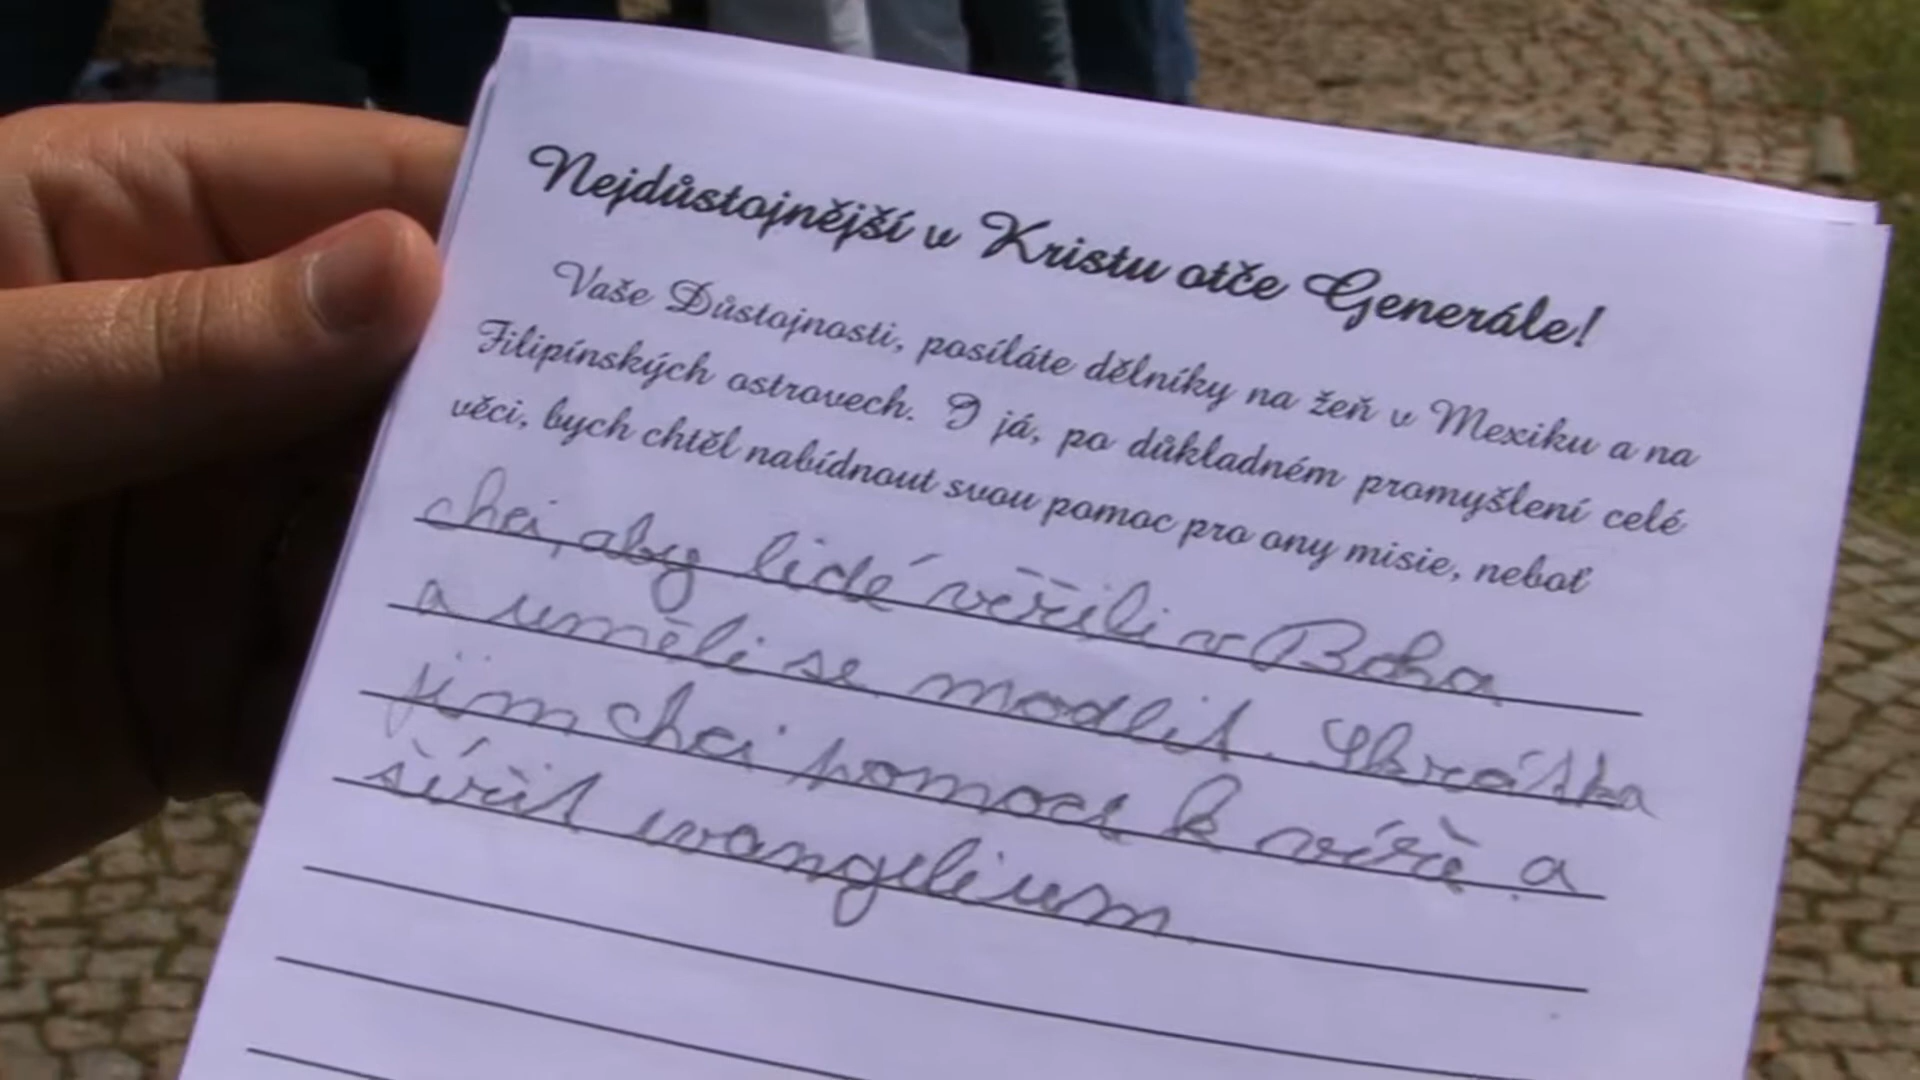 Nejdůstojnější v Kristu otče Generále!
Vaše Důstojnosti, posíláte dělníky na žeň v Mexiku a na
Filipínských ostrovech. I já, po důkladném promyšlení celé
věci, bych chtěl nabídnout svou pomoc pro ony misie, neboť
chci, aby lidé věřili v Boha
a uměli se modlit. Zkrátka
jim chci pomoct k víře a
šířit evangelium.